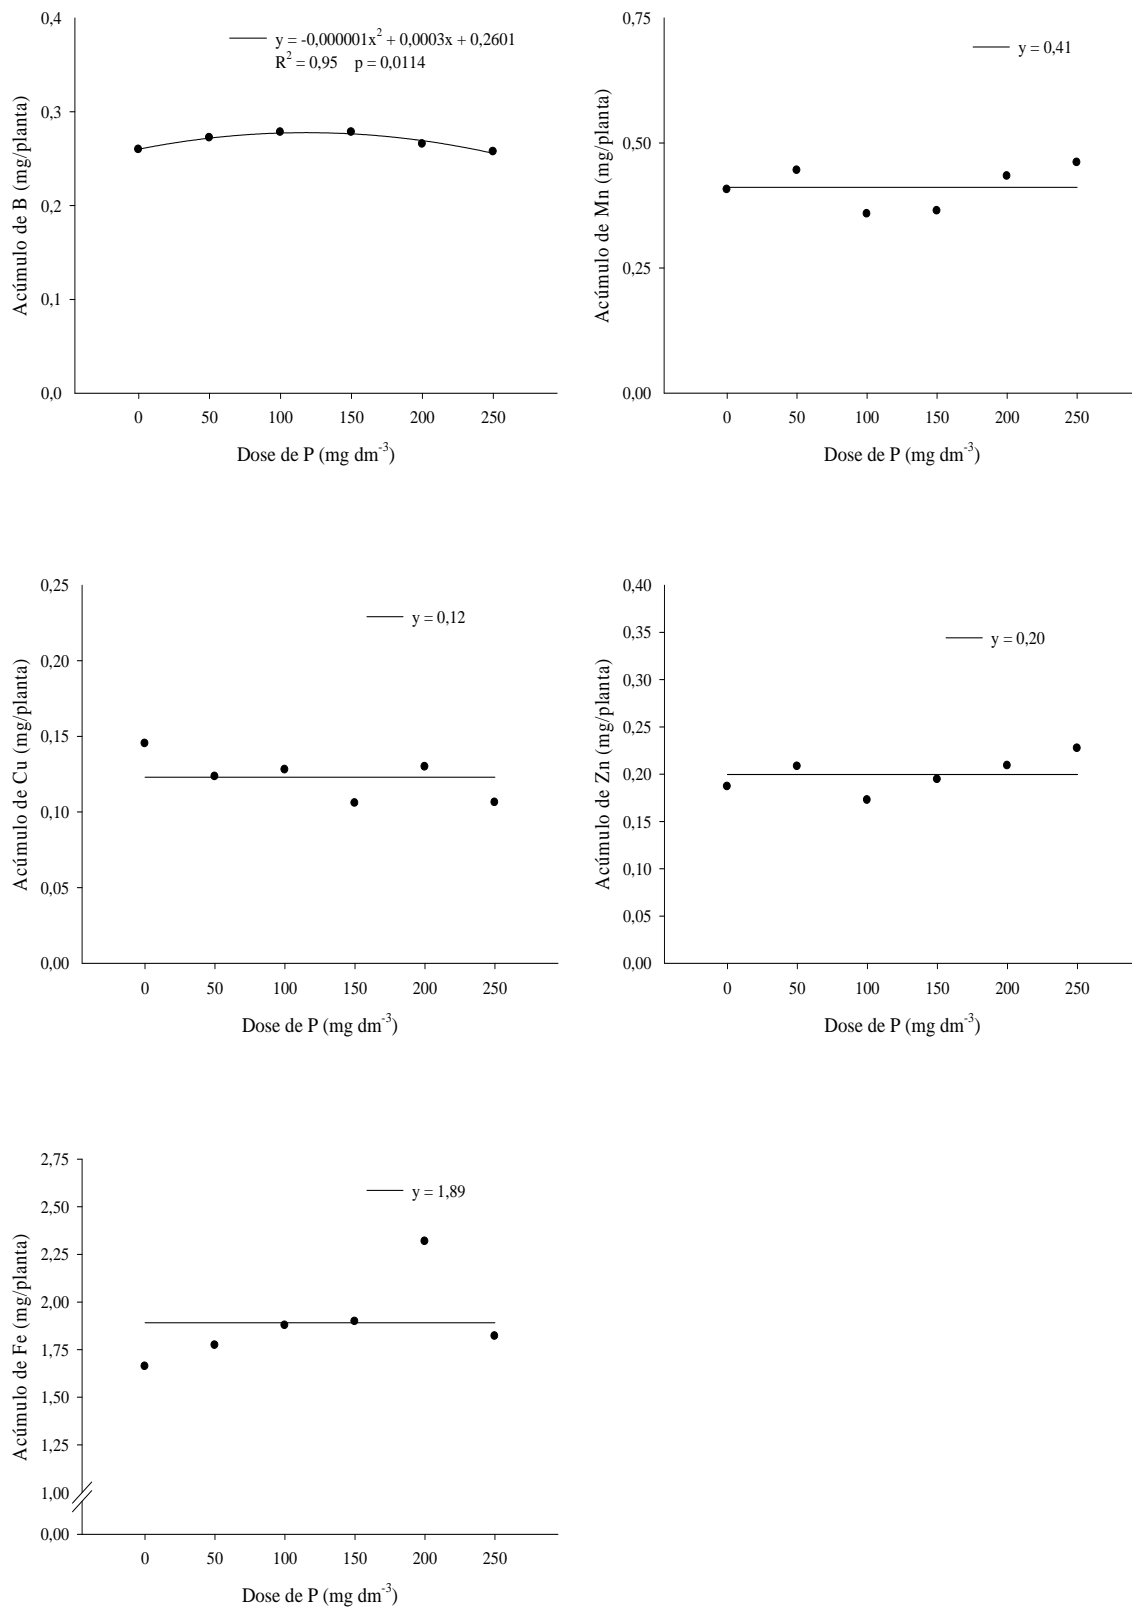 y = -0,000001x² + 0,0003x + 0,2601
R² = 0,95 p = 0,0114
0,4
0,3
0,2
0,1
0,0
Acúmulo de B (mg/planta)
0 50 100 150 200 250
Dose de P (mg dm⁻³)
y = 0,41
0,75
0,50
0,25
0,00
Acúmulo de Mn (mg/planta)
0 50 100 150 200 250
Dose de P (mg dm⁻³)
y = 0,12
0,25
0,20
0,15
0,10
0,05
0,00
Acúmulo de Cu (mg/planta)
0 50 100 150 200 250
Dose de P (mg dm⁻³)
y = 0,20
0,40
0,35
0,30
0,25
0,20
0,15
0,10
0,05
0,00
Acúmulo de Zn (mg/planta)
0 50 100 150 200 250
Dose de P (mg dm⁻³)
y = 1,89
2,75
2,50
2,25
2,00
1,75
1,50
1,25
1,00
0,00
Acúmulo de Fe (mg/planta)
0 50 100 150 200 250
Dose de P (mg dm⁻³)